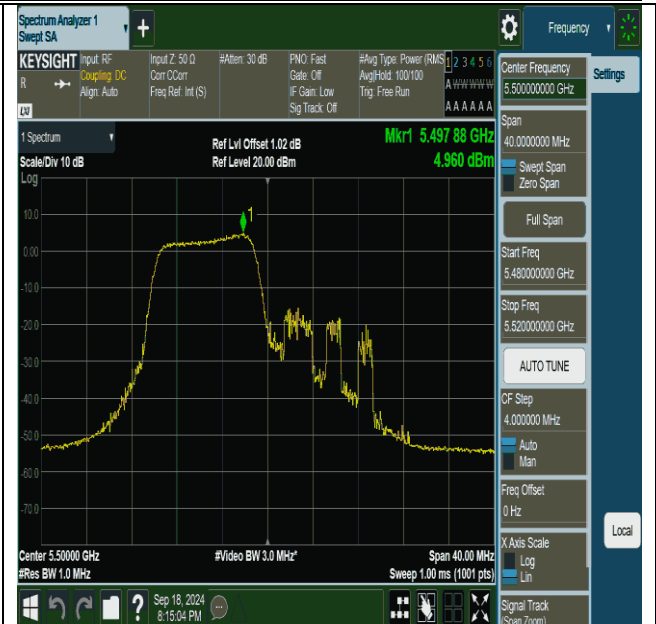 Spectrum Analyzer 1
Swept SA
Frequency
KEYSIGHT
R
LXI
Input: RF
Coupling: DC
Align: Auto
Input Z: 50 Ω
Corr CCorr
Freq Ref: Int (S)
#Atten: 30 dB
PNO: Fast
Gate: Off
IF Gain: Low
Sig Track: Off
#Avg Type: Power (RMS
Avg|Hold: 100/100
Trig: Free Run
1 2 3 4 5 6
A W W W W W
A A A A A A
1 Spectrum
Scale/Div 10 dB
Ref Lvl Offset 1.02 dB
Ref Level 20.00 dBm
Mkr1 5.497 88 GHz
4.960 dBm
Log
1
10.0
0.00
-10.0
-20.0
-30.0
-40.0
-50.0
-60.0
-70.0
Center 5.50000 GHz
#Res BW 1.0 MHz
#Video BW 3.0 MHz*
Span 40.00 MHz
Sweep 1.00 ms (1001 pts)
Sep 18, 2024
8:15:04 PM
?
Center Frequency
5.500000000 GHz
Settings
Span
40.0000000 MHz
Swept Span
Zero Span
Full Span
Start Freq
5.480000000 GHz
Stop Freq
5.520000000 GHz
AUTO TUNE
CF Step
4.000000 MHz
Auto
Man
Freq Offset
0 Hz
X Axis Scale
Log
Lin
Local
Signal Track
(Span Zoom)